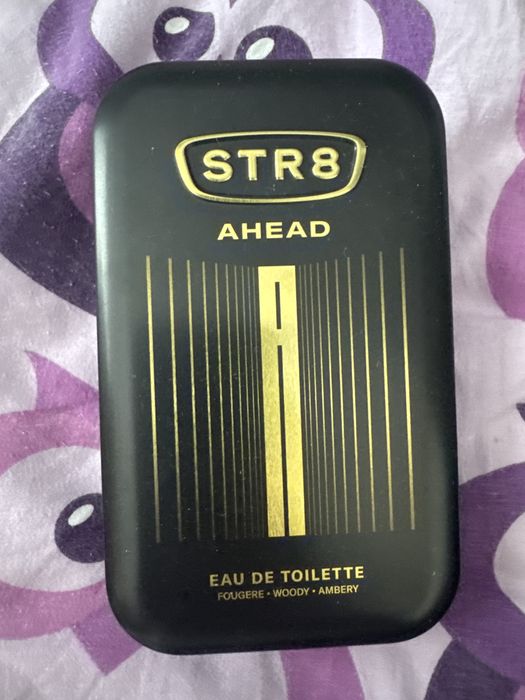 STR8
AHEAD
A
EAU DE TOILETTE
FOUGERE • WOODY • AMBERY